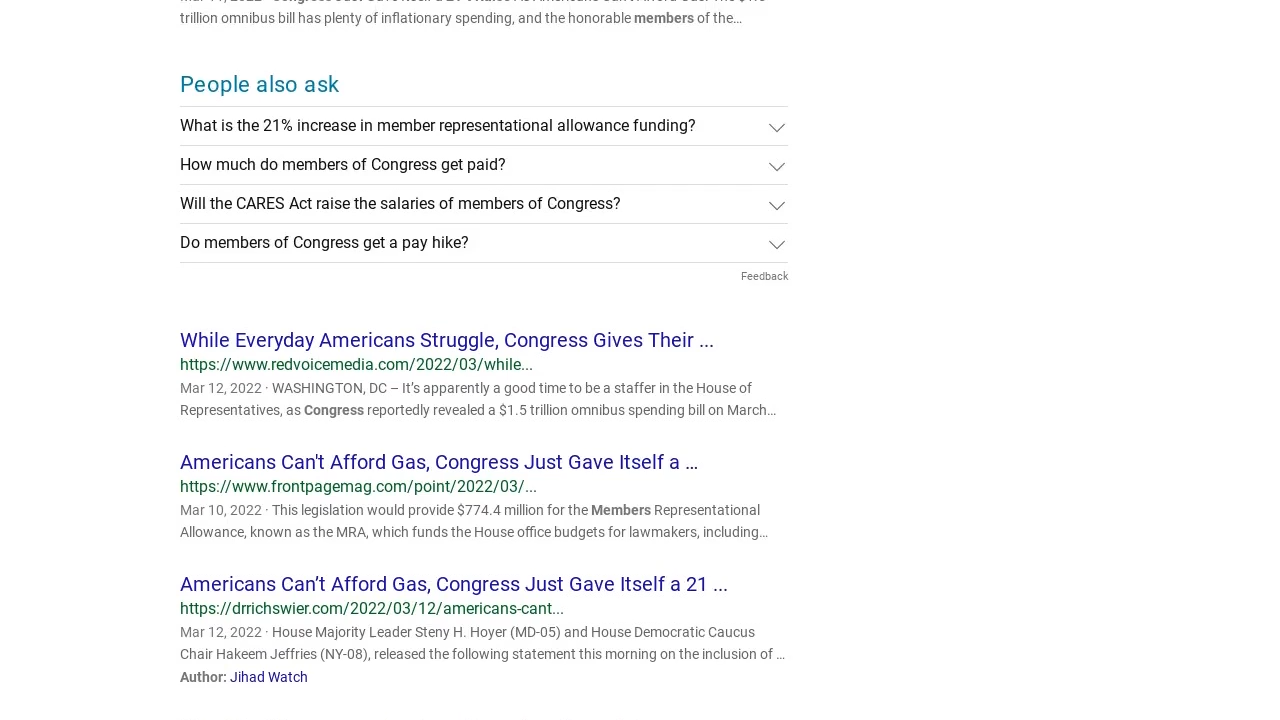 trillion omnibus bill has plenty of inflationary spending, and the honorable members of the…
People also ask
What is the 21% increase in member representational allowance funding?
How much do members of Congress get paid?
Will the CARES Act raise the salaries of members of Congress?
Do members of Congress get a pay hike?
Feedback
While Everyday Americans Struggle, Congress Gives Their ...
https://www.redvoicemedia.com/2022/03/while...
Mar 12, 2022 · WASHINGTON, DC – It’s apparently a good time to be a staffer in the House of
Representatives, as Congress reportedly revealed a $1.5 trillion omnibus spending bill on March…
Americans Can't Afford Gas, Congress Just Gave Itself a …
https://www.frontpagemag.com/point/2022/03/...
Mar 10, 2022 · This legislation would provide $774.4 million for the Members Representational
Allowance, known as the MRA, which funds the House office budgets for lawmakers, including…
Americans Can’t Afford Gas, Congress Just Gave Itself a 21 ...
https://drrichswier.com/2022/03/12/americans-cant...
Mar 12, 2022 · House Majority Leader Steny H. Hoyer (MD-05) and House Democratic Caucus
Chair Hakeem Jeffries (NY-08), released the following statement this morning on the inclusion of …
Author: Jihad Watch